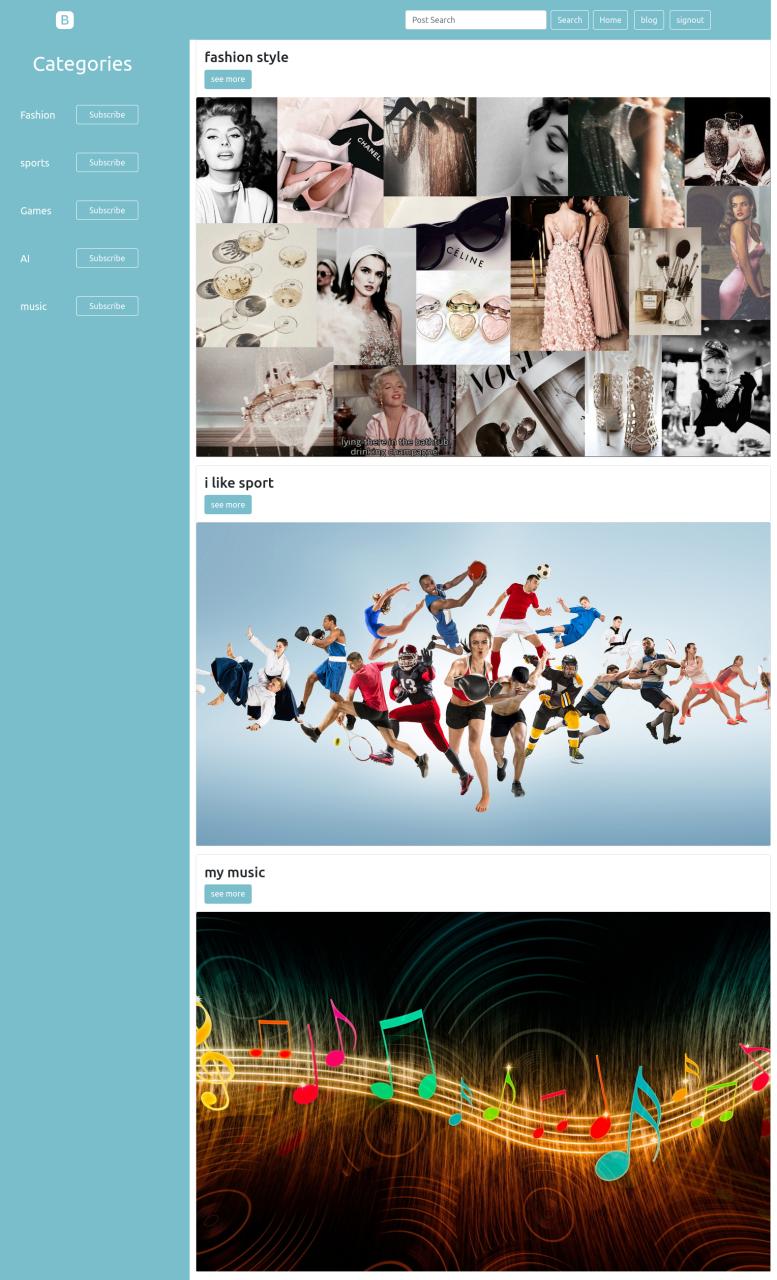 B
Post Search
Search
Home
blog
signout
Categories
Fashion
Subscribe
sports
Subscribe
Games
Subscribe
AI
Subscribe
music
Subscribe
fashion style
see more
CHANEL
CÉLINE
VOGUE
lying there in the bathtub
drinking champagne
i like sport
see more
13
my music
see more